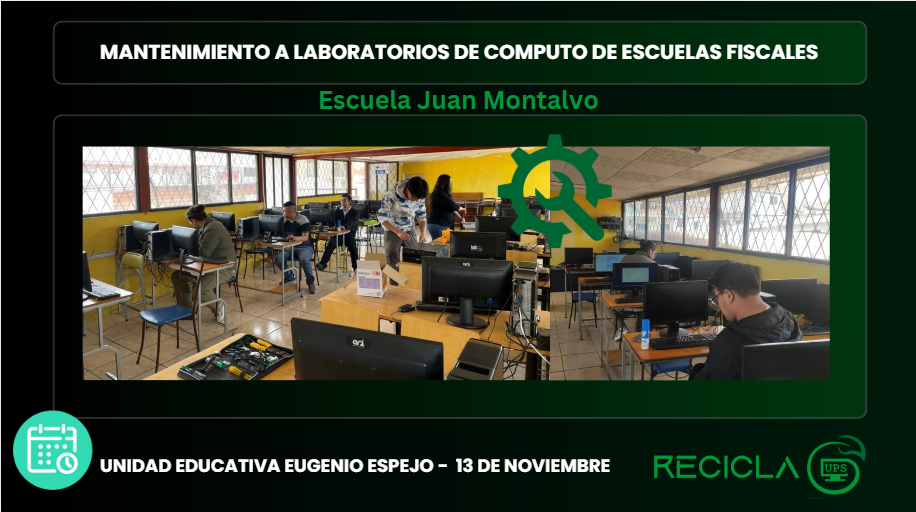 MANTENIMIENTO A LABORATORIOS DE COMPUTO DE ESCUELAS FISCALES
Escuela Juan Montalvo
UNIDAD EDUCATIVA EUGENIO ESPEJO - 13 DE NOVIEMBRE
RECICLA UPS